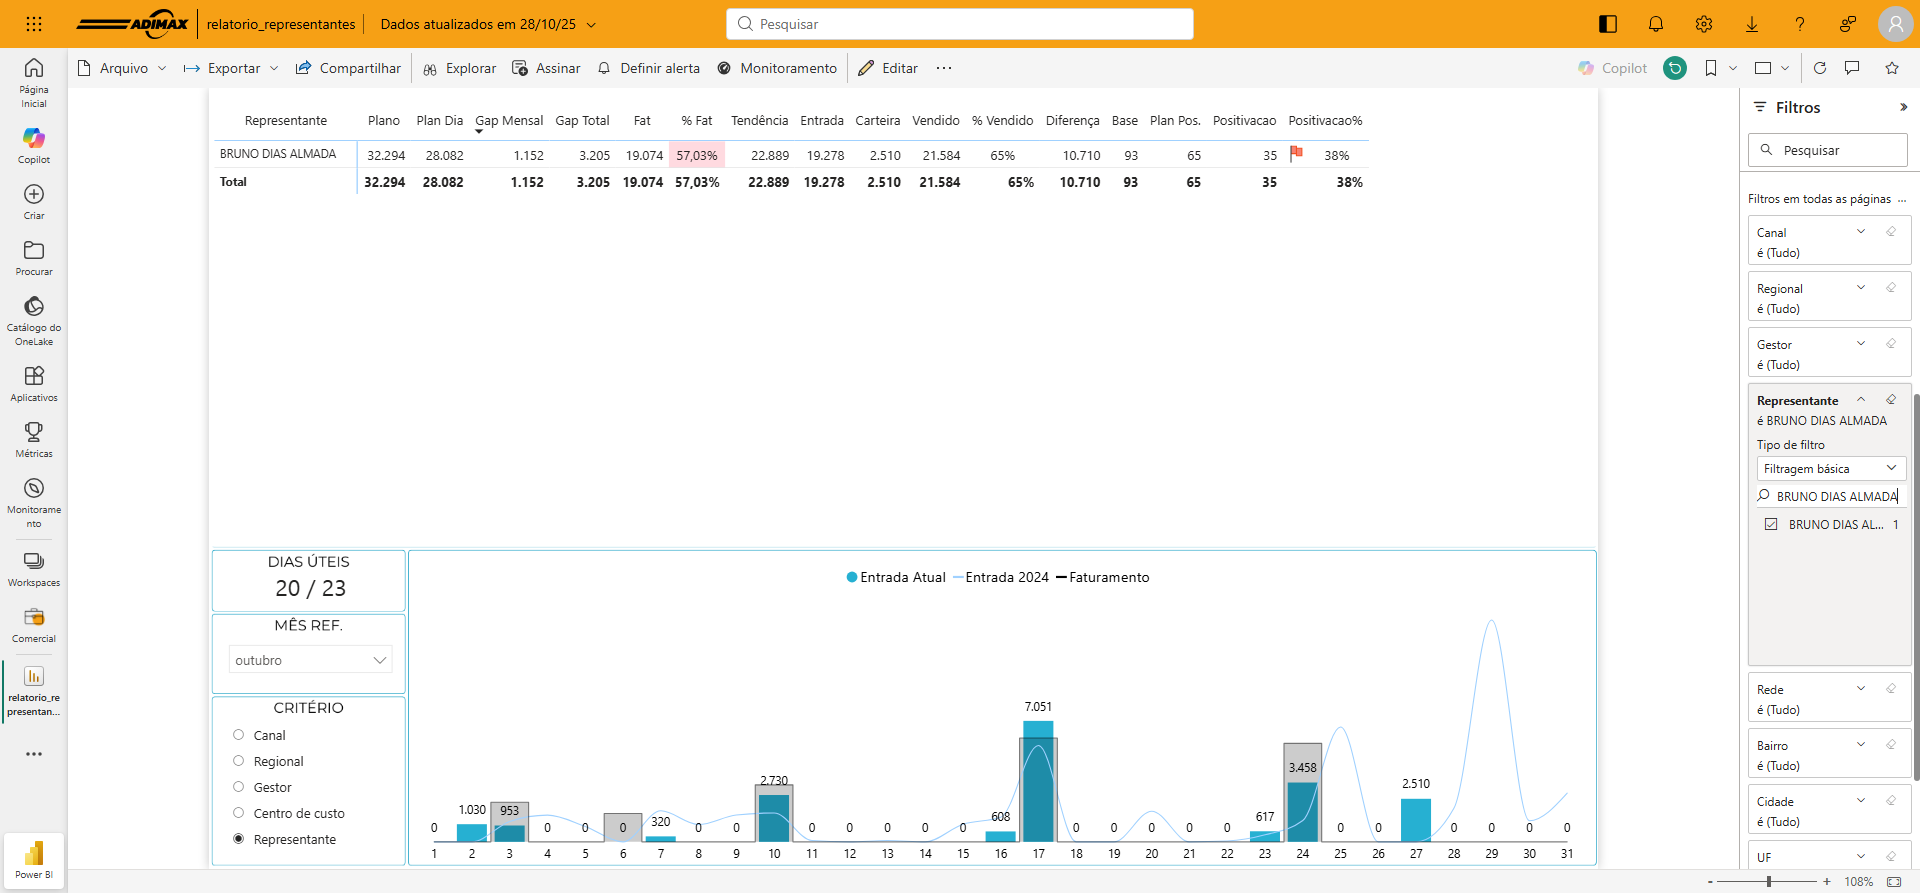 ADIMAX
relatorio_representantes
Dados atualizados em 28/10/25
Pesquisar
Arquivo
Exportar
Compartilhar
Explorar
Assinar
Definir alerta
Monitoramento
Editar
Copilot
Página
Inicial
Copilot
Criar
Procurar
Catálogo do
OneLake
Aplicativos
Métricas
Monitorame
nto
Workspaces
Comercial
relatorio_re
presentan...
Power BI
Representante Plano Plan Dia Gap Mensal Gap Total Fat % Fat Tendência Entrada Carteira Vendido % Vendido Diferença Base Plan Pos. Positivacao Positivacao%
BRUNO DIAS ALMADA 32.294 28.082 1.152 3.205 19.074 57,03% 22.889 19.278 2.510 21.584 65% 10.710 93 65 35 38%
Total 32.294 28.082 1.152 3.205 19.074 57,03% 22.889 19.278 2.510 21.584 65% 10.710 93 65 35 38%
DIAS ÚTEIS
20 / 23
MÊS REF.
outubro
CRITÉRIO
Canal
Regional
Gestor
Centro de custo
Representante
Entrada Atual Entrada 2024 Faturamento
0 1.030 953 0 0 0 320 0 0 2.730 0 0 0 0 0 608 7.051 0 0 0 0 0 617 3.458 0 0 2.510 0 0 0 0
1 2 3 4 5 6 7 8 9 10 11 12 13 14 15 16 17 18 19 20 21 22 23 24 25 26 27 28 29 30 31
Filtros
Pesquisar
Filtros em todas as páginas ...
Canal
é (Tudo)
Regional
é (Tudo)
Gestor
é (Tudo)
Representante
é BRUNO DIAS ALMADA
Tipo de filtro
Filtragem básica
BRUNO DIAS ALMADA
BRUNO DIAS AL... 1
Rede
é (Tudo)
Bairro
é (Tudo)
Cidade
é (Tudo)
UF
- + 108%